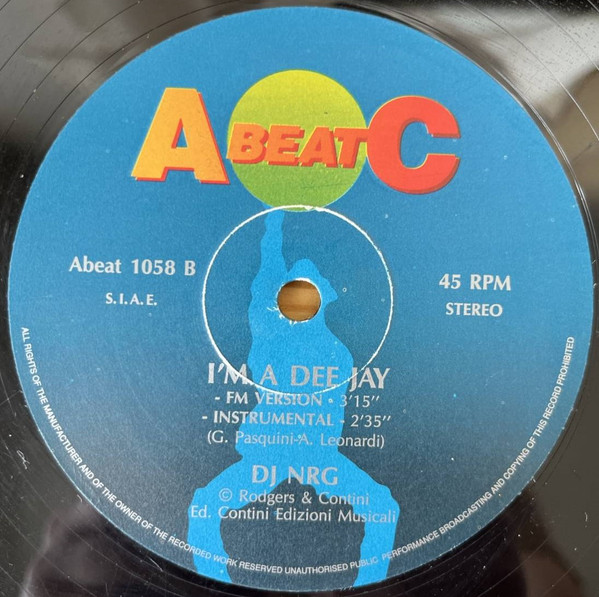 A BEAT C
Abeat 1058 B
S.I.A.E.
45 RPM
STEREO
I'M A DEE JAY
- FM VERSION - 3'15''
- INSTRUMENTAL - 2'35''
(G. Pasquini-A. Leonardi)
DJ NRG
© Rodgers & Contini
Ed. Contini Edizioni Musicali
ALL RIGHTS OF THE MANUFACTURER AND OF THE OWNER OF THE RECORDED WORK RESERVED UNAUTHORISED PUBLIC PERFORMANCE BROADCASTING AND COPYING OF THIS RECORD PROHIBITED